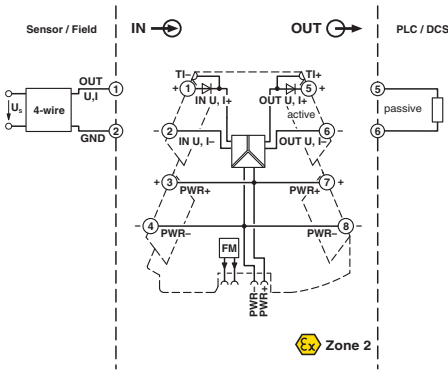 Sensor / Field
IN
OUT
PLC / DCS
TI–
TI+
OUT
U,I
1
+ 1
IN U, I+
OUT U, I+
5 +
5
Us
4-wire
active
passive
GND
2
– 2
IN U, I–
OUT U, I–
6 –
6
+ 3
PWR+
PWR+
7 +
– 4
PWR–
PWR–
8 –
FM
PWR–
PWR+
Ex Zone 2